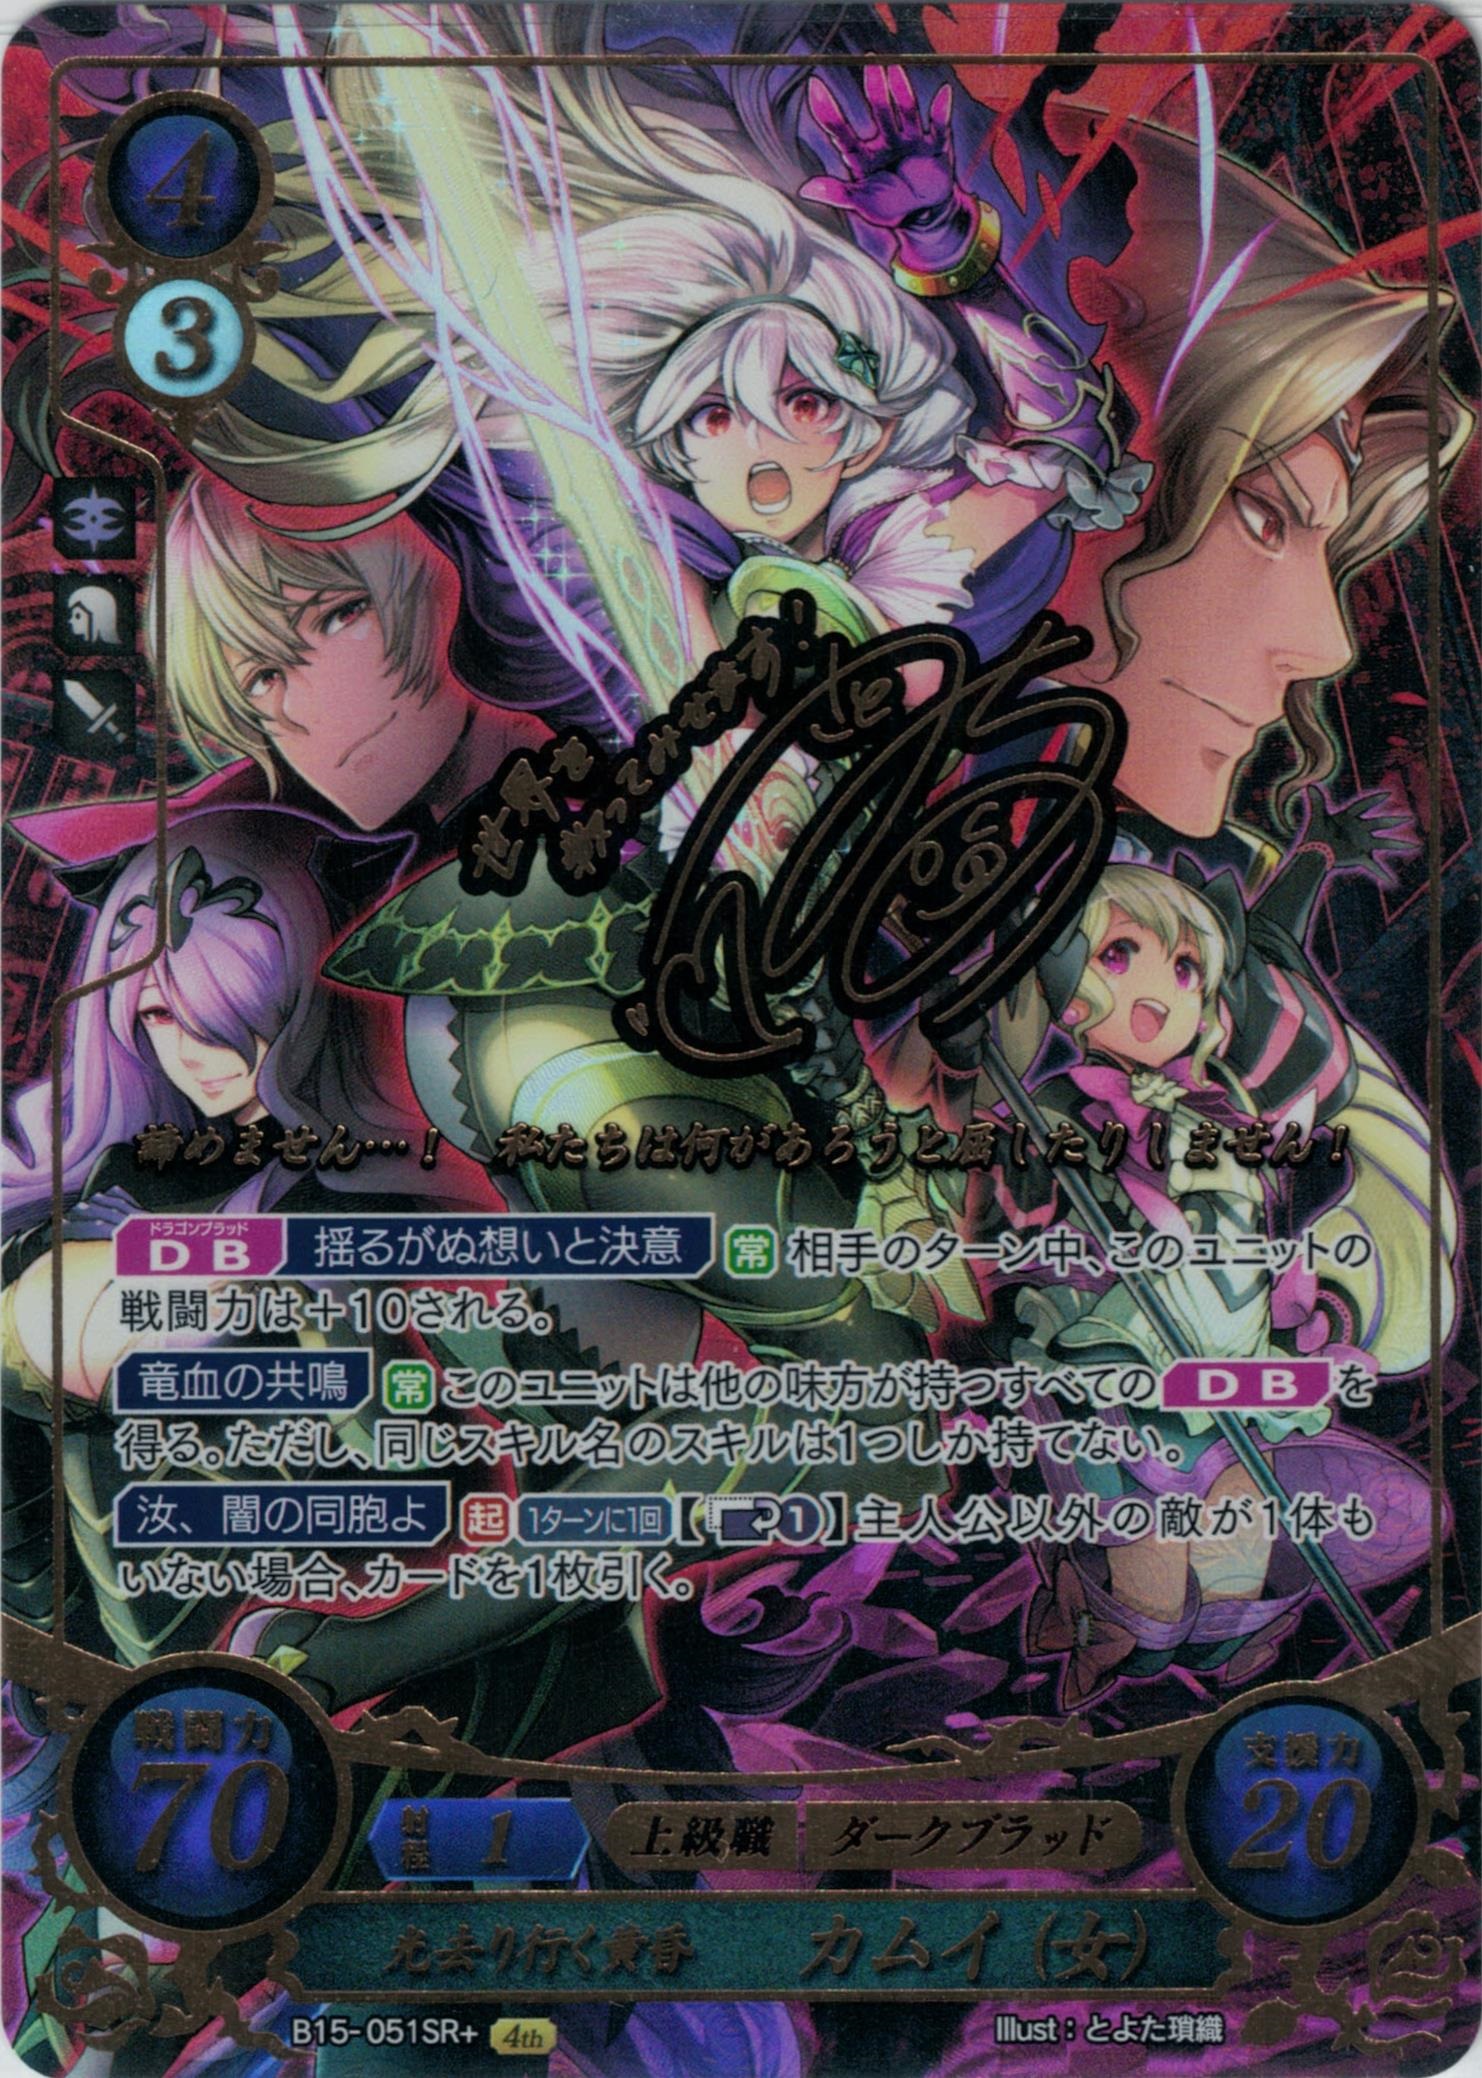 4
3
世界を
救ってみせます!
諦めません…! 私たちは何があろうと屈したりしません!
ドラゴンブラッド
DB 揺るがぬ想いと決意 常 相手のターン中、このユニットの
戦闘力は＋10される。
竜血の共鳴 常 このユニットは他の味方が持つすべての DB を
得る。ただし、同じスキル名のスキルは1つしか持てない。
汝、闇の同胞よ 起 1ターンに1回 【1】主人公以外の敵が1体も
いない場合、カードを1枚引く。
戦闘力
70
射程 1 上級職 ダークブラッド
支援力
20
光去り行く黄昏 カムイ(女)
B15-051SR+ 4th Illust：とよた瑣織